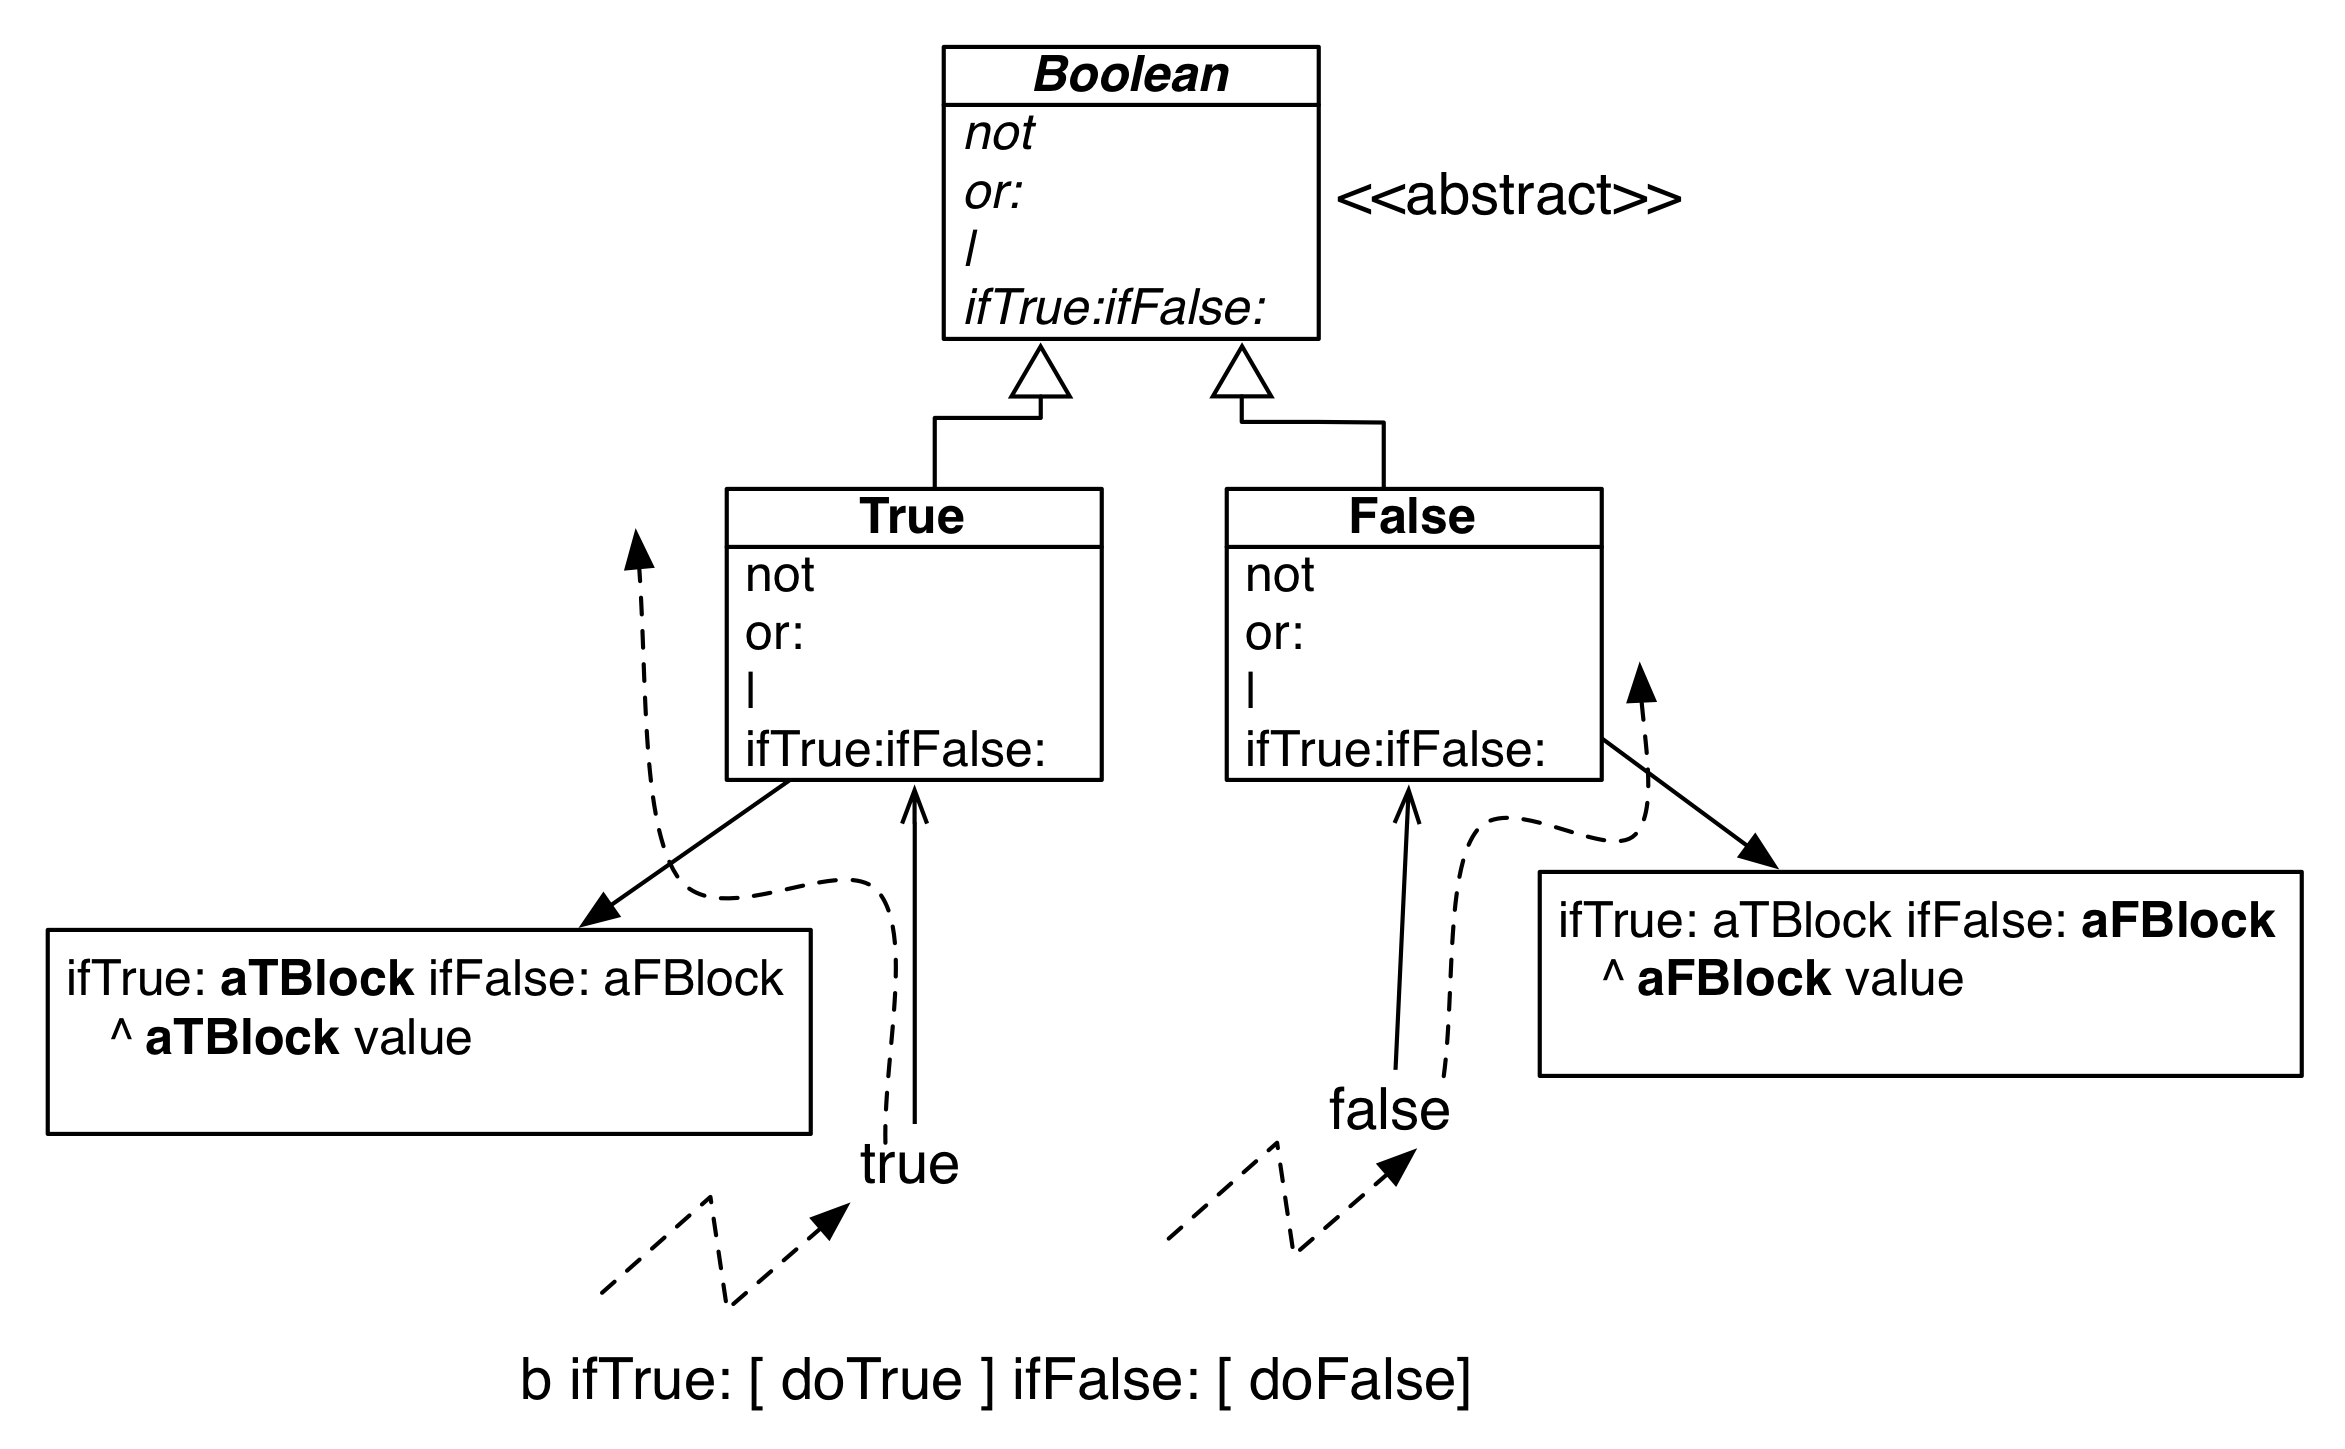 Boolean
not
or:
|
ifTrue:ifFalse:
<<abstract>>
True
not
or:
|
ifTrue:ifFalse:
False
not
or:
|
ifTrue:ifFalse:
ifTrue: aTBlock ifFalse: aFBlock
^ aTBlock value
ifTrue: aTBlock ifFalse: aFBlock
^ aFBlock value
true
false
b ifTrue: [ doTrue ] ifFalse: [ doFalse]